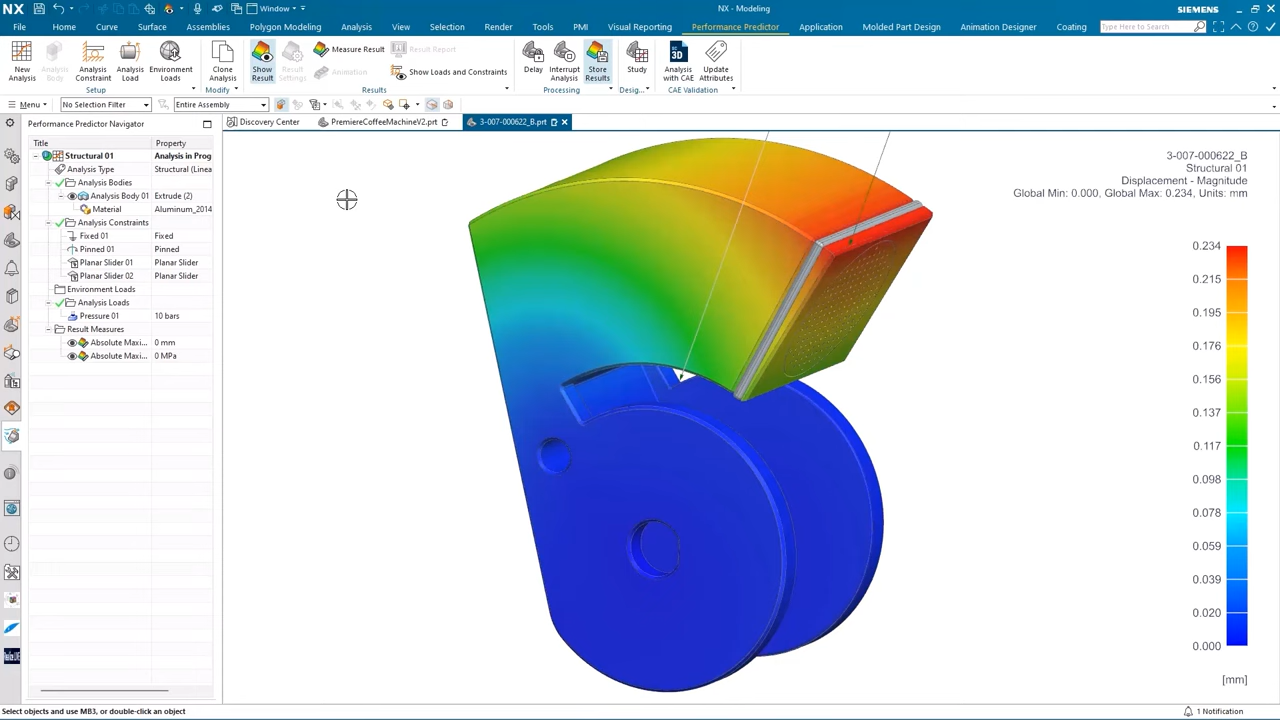 NX
Window
NX - Modeling
SIEMENS
File Home Curve Surface Assemblies Polygon Modeling Analysis View Selection Render Tools PMI Visual Reporting Performance Predictor Application Molded Part Design Animation Designer Coating Type Here to Search
New Analysis
Analysis Body
Analysis Constraint
Analysis Load
Environment Loads
Clone Analysis
Show Result
Result Settings
Measure Result
Animation
Result Report
Show Loads and Constraints
Delay
Interrupt Analysis
Store Results
Study
Analysis with CAE
Update Attributes
Setup Modify Results Processing Desig... CAE Validation
Menu No Selection Filter Entire Assembly
Performance Predictor Navigator
Discovery Center PremiereCoffeeMachineV2.prt 3-007-000622_B.prt
Title Property
Structural 01 Analysis in Prog
Analysis Type Structural (Linea
Analysis Bodies
Analysis Body 01 Extrude (2)
Material Aluminum_2014
Analysis Constraints
Fixed 01 Fixed
Pinned 01 Pinned
Planar Slider 01 Planar Slider
Planar Slider 02 Planar Slider
Environment Loads
Analysis Loads
Pressure 01 10 bars
Result Measures
Absolute Maxi... 0 mm
Absolute Maxi... 0 MPa
3-007-000622_B
Structural 01
Displacement - Magnitude
Global Min: 0.000, Global Max: 0.234, Units: mm
0.234
0.215
0.195
0.176
0.156
0.137
0.117
0.098
0.078
0.059
0.039
0.020
0.000
[mm]
Select objects and use MB3, or double-click an object
1 Notification